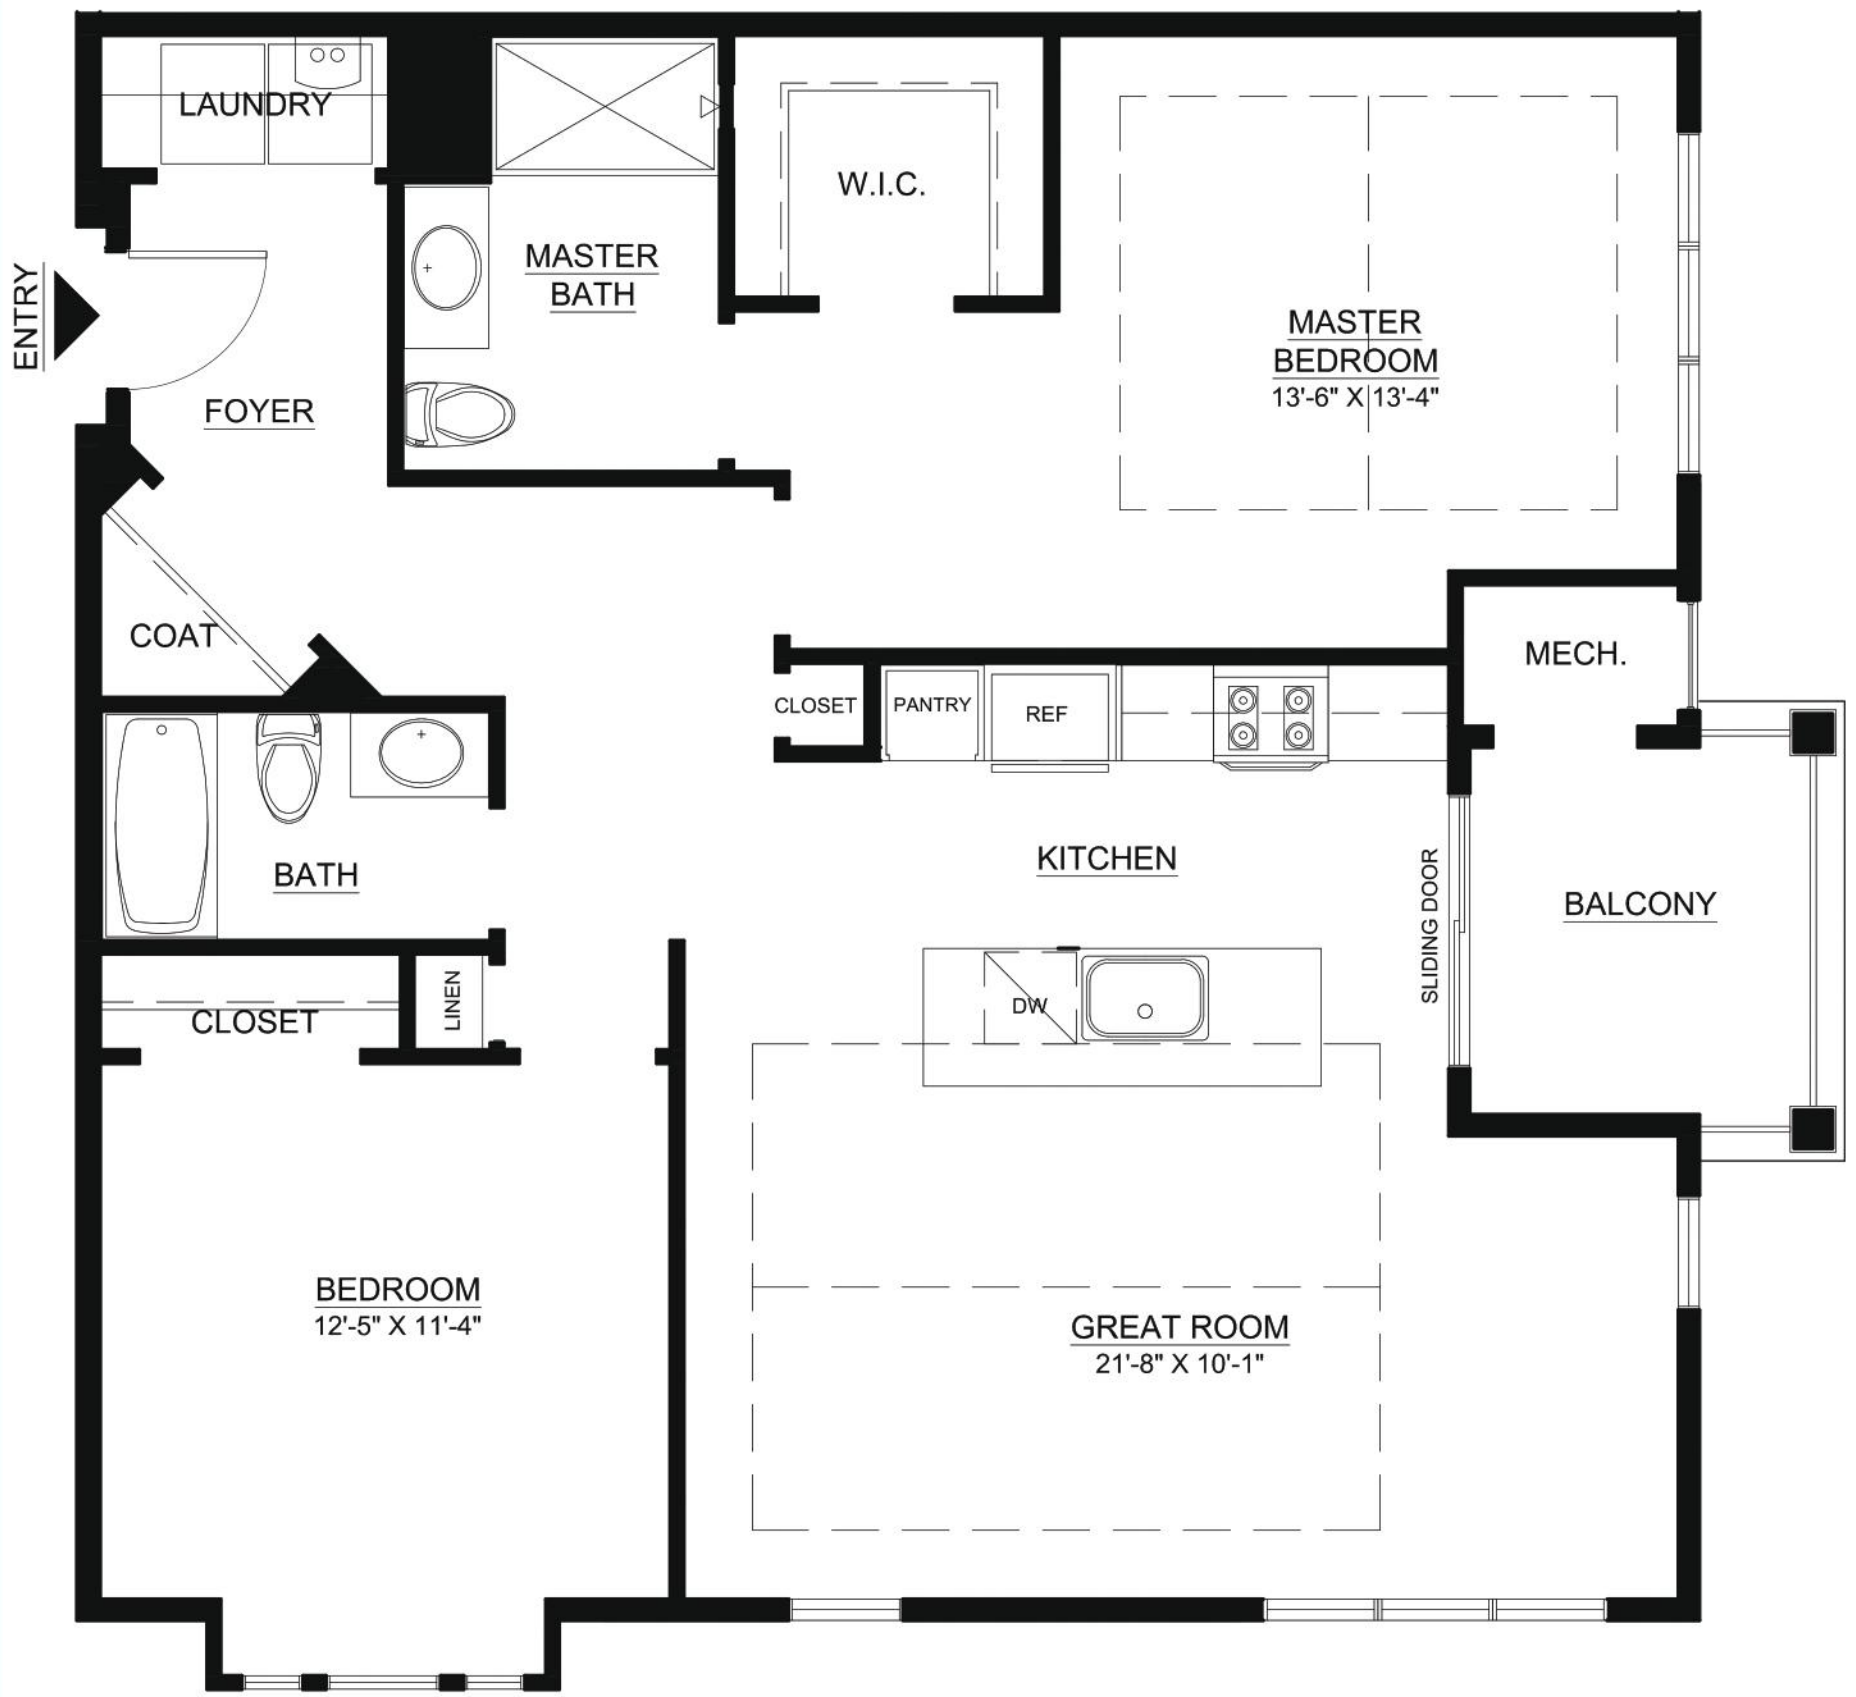 LAUNDRY
W.I.C.
MASTER
BATH
ENTRY
MASTER
BEDROOM
13'-6" X 13'-4"
FOYER
COAT
MECH.
CLOSET
PANTRY
REF
KITCHEN
BATH
SLIDING DOOR
BALCONY
LINEN
CLOSET
DW
BEDROOM
12'-5" X 11'-4"
GREAT ROOM
21'-8" X 10'-1"